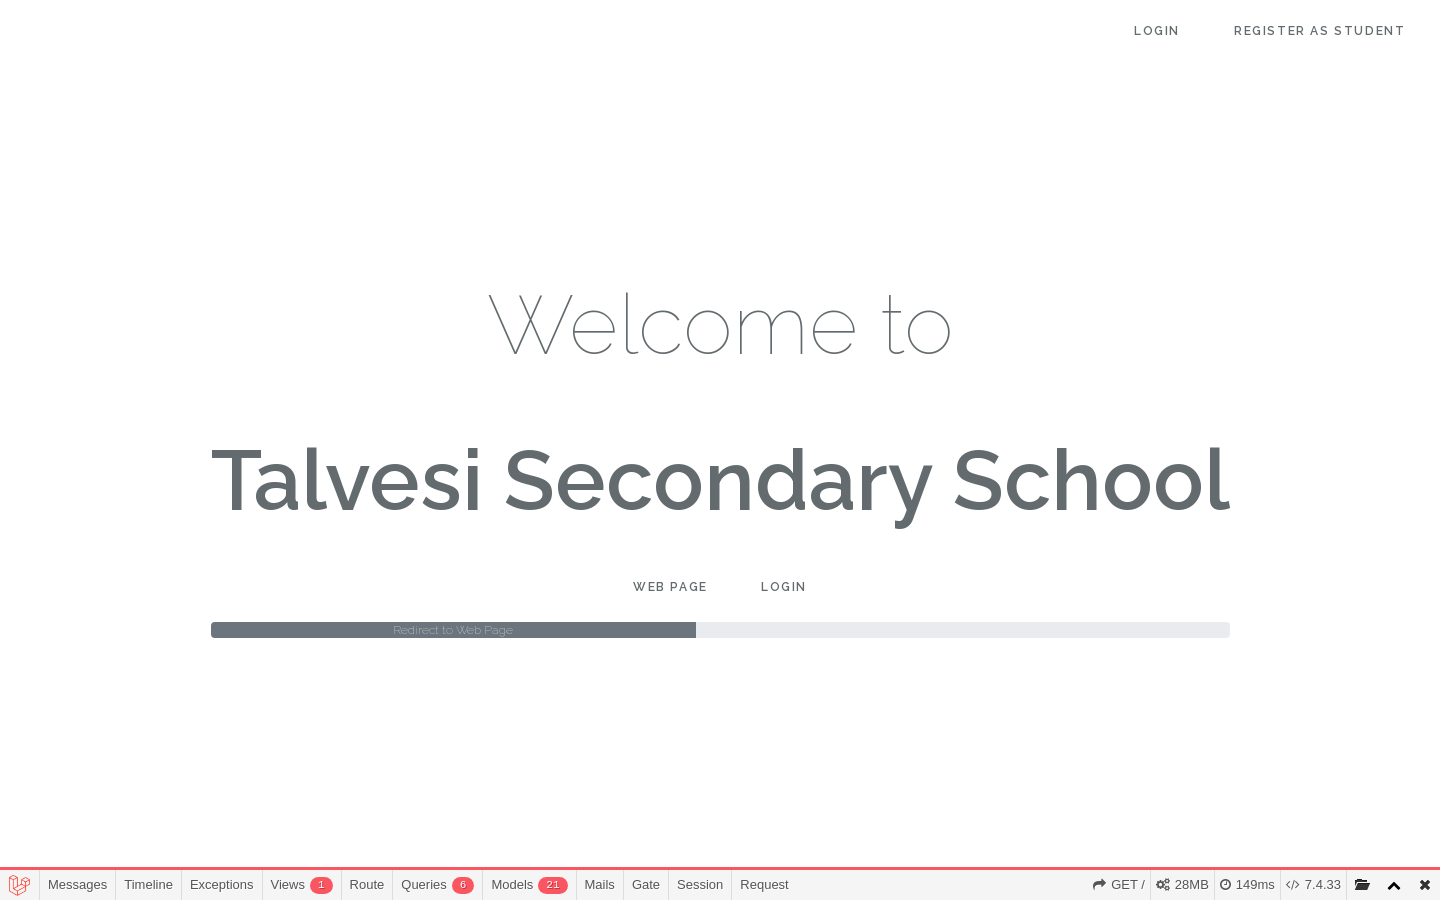 LOGIN REGISTER AS STUDENT
Welcome to
Talvesi Secondary School
WEB PAGE LOGIN
Redirect to Web Page
Messages Timeline Exceptions Views 1 Route Queries 6 Models 21 Mails Gate Session Request GET / 28MB 149ms 7.4.33